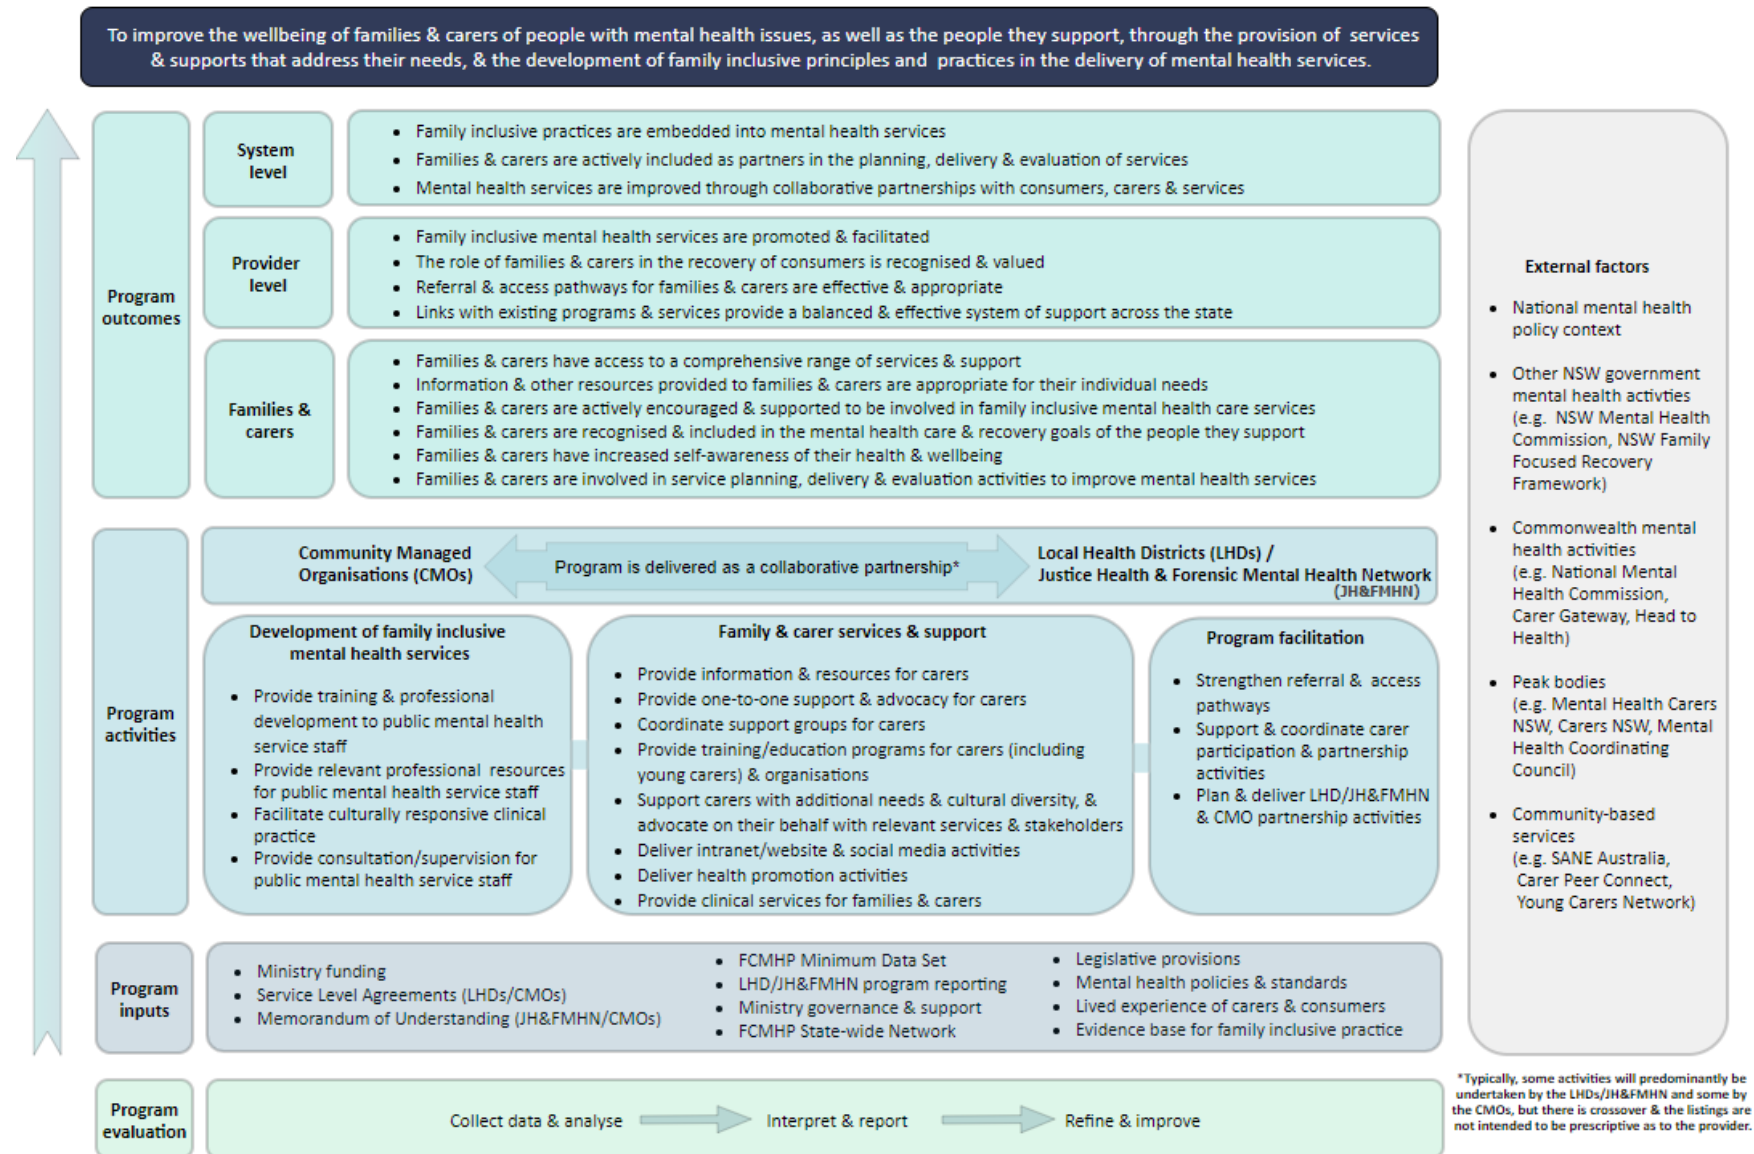 To improve the wellbeing of families & carers of people with mental health issues, as well as the people they support, through the provision of services
& supports that address their needs, & the development of family inclusive principles and practices in the delivery of mental health services.
Program
outcomes
System
level
• Family inclusive practices are embedded into mental health services
• Families & carers are actively included as partners in the planning, delivery & evaluation of services
• Mental health services are improved through collaborative partnerships with consumers, carers & services
Provider
level
• Family inclusive mental health services are promoted & facilitated
• The role of families & carers in the recovery of consumers is recognised & valued
• Referral & access pathways for families & carers are effective & appropriate
• Links with existing programs & services provide a balanced & effective system of support across the state
Families &
carers
• Families & carers have access to a comprehensive range of services & support
• Information & other resources provided to families & carers are appropriate for their individual needs
• Families & carers are actively encouraged & supported to be involved in family inclusive mental health care services
• Families & carers are recognised & included in the mental health care & recovery goals of the people they support
• Families & carers have increased self-awareness of their health & wellbeing
• Families & carers are involved in service planning, delivery & evaluation activities to improve mental health services
Program
activities
Community Managed
Organisations (CMOs)
Program is delivered as a collaborative partnership*
Local Health Districts (LHDs) /
Justice Health & Forensic Mental Health Network
(JH&FMHN)
Development of family inclusive
mental health services
• Provide training & professional
development to public mental health
service staff
• Provide relevant professional resources
for public mental health service staff
• Facilitate culturally responsive clinical
practice
• Provide consultation/supervision for
public mental health service staff
Family & carer services & support
• Provide information & resources for carers
• Provide one-to-one support & advocacy for carers
• Coordinate support groups for carers
• Provide training/education programs for carers (including
young carers) & organisations
• Support carers with additional needs & cultural diversity, &
advocate on their behalf with relevant services & stakeholders
• Deliver intranet/website & social media activities
• Deliver health promotion activities
• Provide clinical services for families & carers
Program facilitation
• Strengthen referral & access
pathways
• Support & coordinate carer
participation & partnership
activities
• Plan & deliver LHD/JH&FMHN
& CMO partnership activities
Program
inputs
• Ministry funding
• Service Level Agreements (LHDs/CMOs)
• Memorandum of Understanding (JH&FMHN/CMOs)
• FCMHP Minimum Data Set
• LHD/JH&FMHN program reporting
• Ministry governance & support
• FCMHP State-wide Network
• Legislative provisions
• Mental health policies & standards
• Lived experience of carers & consumers
• Evidence base for family inclusive practice
Program
evaluation
Collect data & analyse
Interpret & report
Refine & improve
External factors
• National mental health
policy context
• Other NSW government
mental health activties
(e.g. NSW Mental Health
Commission, NSW Family
Focused Recovery
Framework)
• Commonwealth mental
health activities
(e.g. National Mental
Health Commission,
Carer Gateway, Head to
Health)
• Peak bodies
(e.g. Mental Health Carers
NSW, Carers NSW, Mental
Health Coordinating
Council)
• Community-based
services
(e.g. SANE Australia,
Carer Peer Connect,
Young Carers Network)
*Typically, some activities will predominantly be
undertaken by the LHDs/JH&FMHN and some by
the CMOs, but there is crossover & the listings are
not intended to be prescriptive as to the provider.